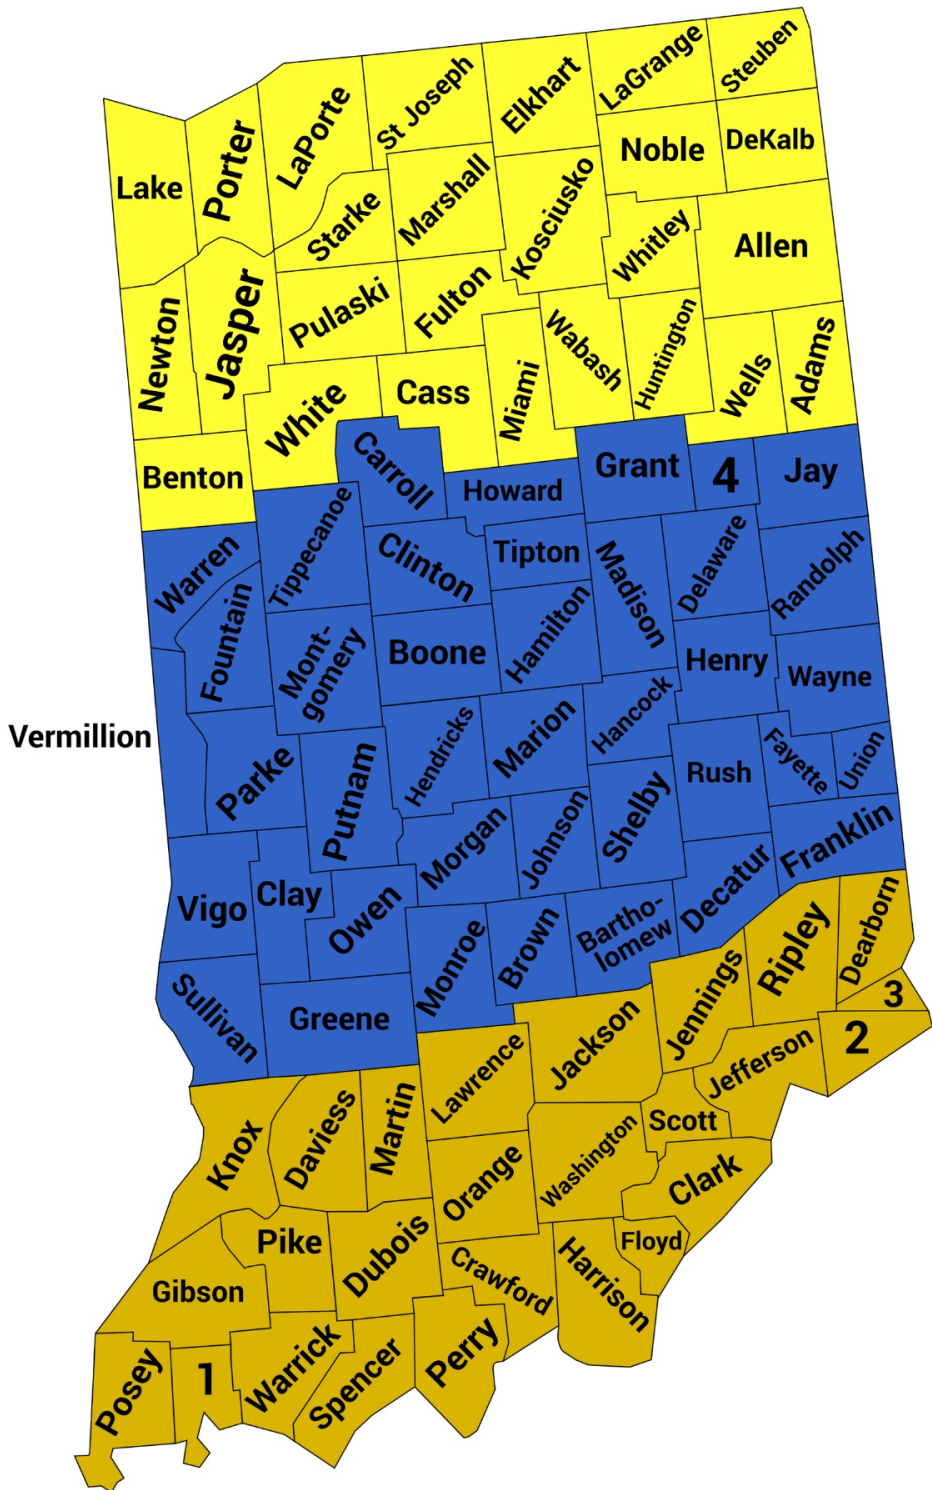 Steuben
LaGrange
Elkhart
St Joseph
LaPorte
Porter
Lake
Noble
DeKalb
Marshall
Kosciusko
Starke
Whitley
Allen
Newton
Jasper
Pulaski
Fulton
Wabash
Huntington
Wells
Adams
White
Cass
Miami
Benton
Carroll
Howard
Grant
4
Jay
Warren
Tippecanoe
Clinton
Tipton
Madison
Delaware
Randolph
Fountain
Mont-
gomery
Boone
Hamilton
Henry
Wayne
Vermillion
Parke
Putnam
Hendricks
Marion
Hancock
Rush
Fayette
Union
Vigo
Clay
Owen
Morgan
Johnson
Shelby
Decatur
Franklin
Sullivan
Greene
Monroe
Brown
Bartho-
lomew
Jennings
Ripley
Dearborn
3
2
Knox
Daviess
Martin
Lawrence
Jackson
Jefferson
Scott
Orange
Washington
Clark
Pike
Dubois
Crawford
Floyd
Harrison
Gibson
Posey
1
Warrick
Spencer
Perry